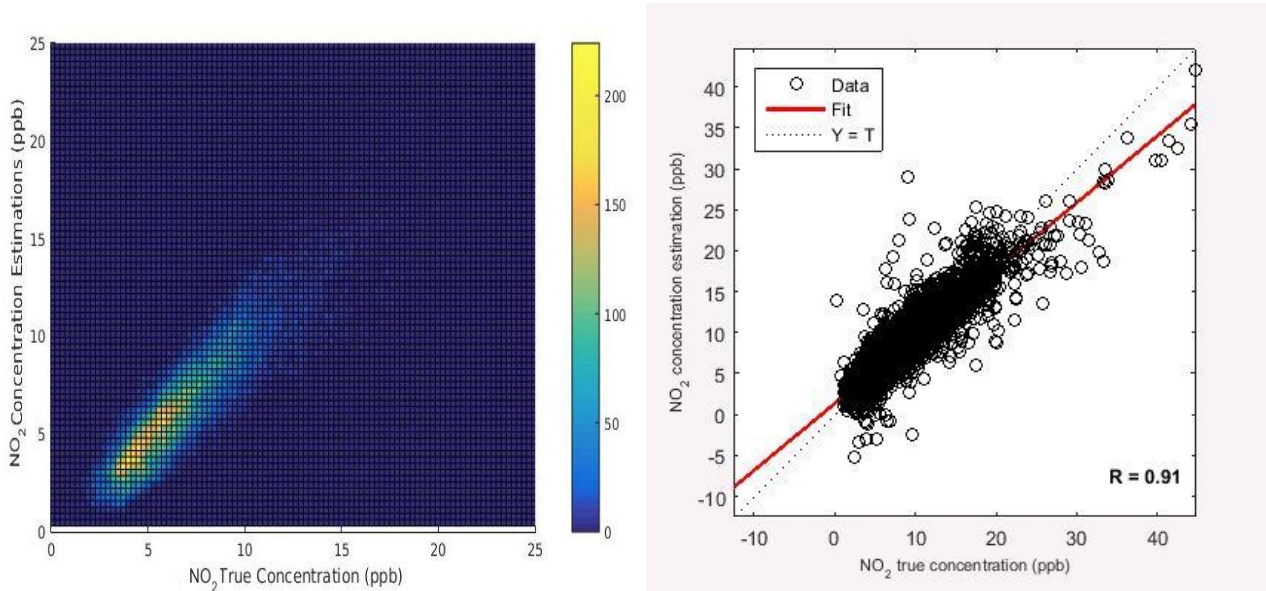 25
20
15
10
5
0
NO2 Concentration Estimations (ppb)
0 5 10 15 20 25
NO2 True Concentration (ppb)
200
150
100
50
0
Data
Fit
Y = T
40
35
30
25
20
15
10
5
0
-5
-10
NO2 concentration estimation (ppb)
R = 0.91
-10 0 10 20 30 40
NO2 true concentration (ppb)